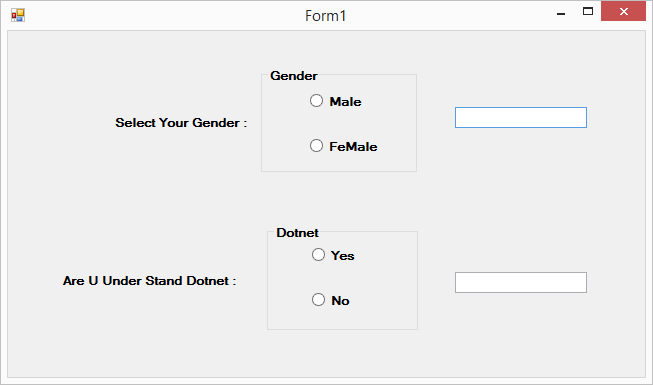 Form1
Gender
Male
Select Your Gender :
FeMale
Dotnet
Yes
Are U Under Stand Dotnet :
No